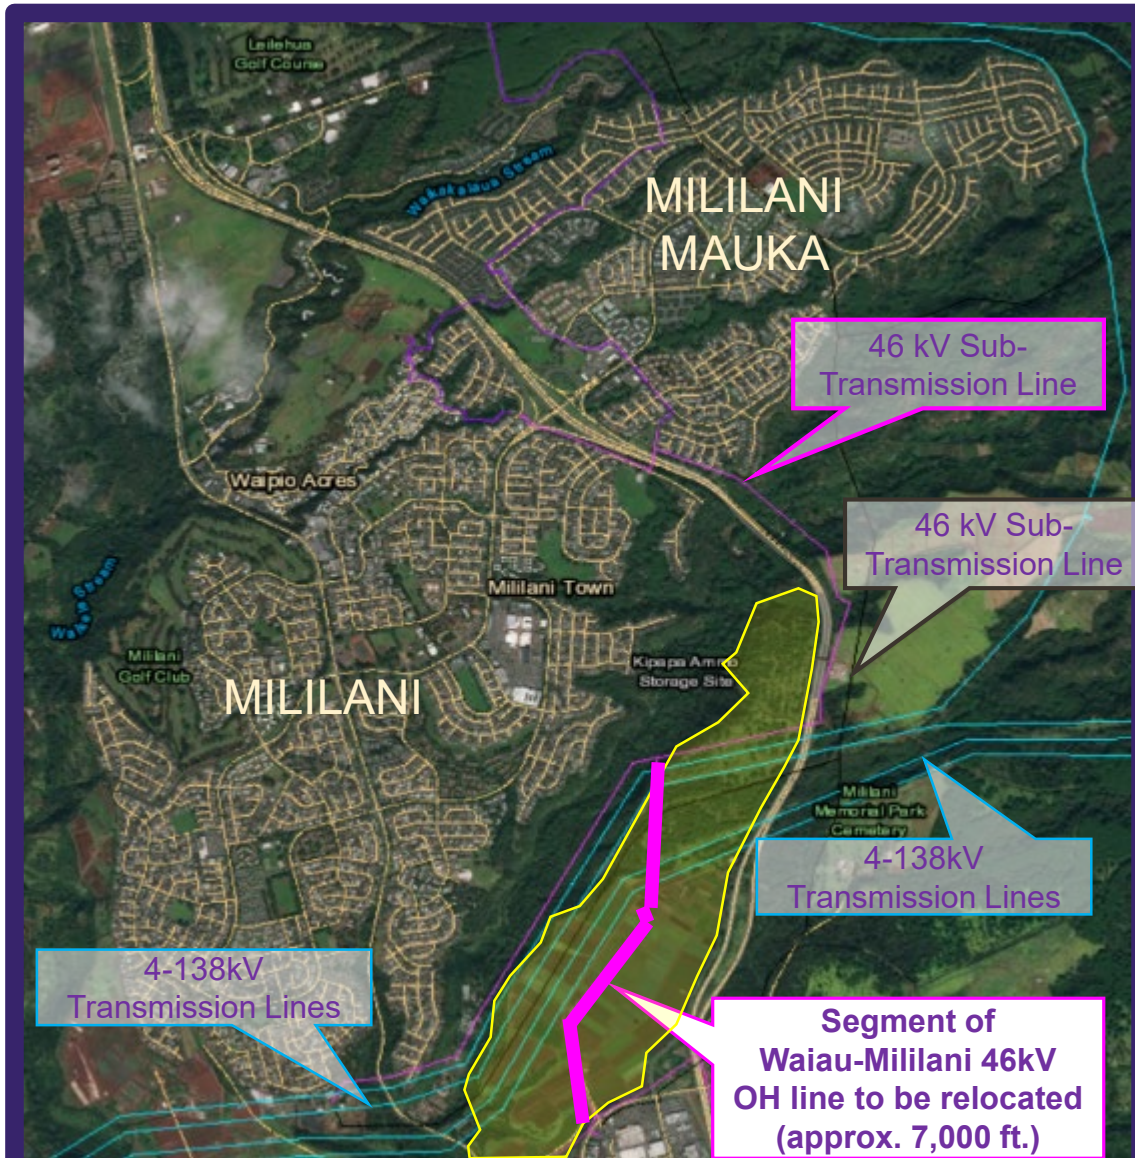 Leilehua
Golf Course
Waikakalaua Stream
MILILANI
MAUKA
46 kV Sub-
Transmission Line
Waipio Acres
46 kV Sub-
Transmission Line
Waikele Stream
Mililani Town
Mililani
Golf Club
Kipapa Ammo
Storage Site
MILILANI
Mililani
Memorial Park
Cemetery
4-138kV
Transmission Lines
4-138kV
Transmission Lines
Segment of
Waiau-Mililani 46kV
OH line to be relocated
(approx. 7,000 ft.)